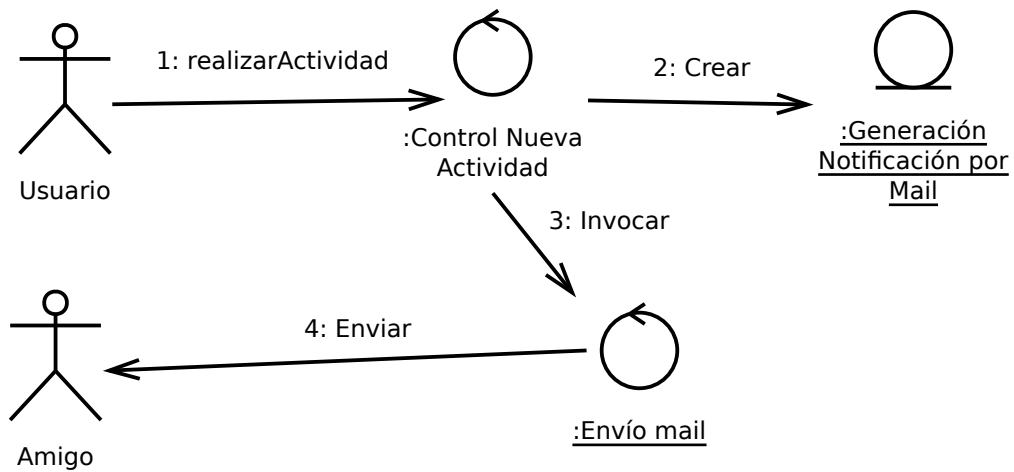 1: realizarActividad
2: Crear
:Control Nueva
Actividad
:Generación
Notificación por
Mail
Usuario
3: Invocar
4: Enviar
:Envío mail
Amigo